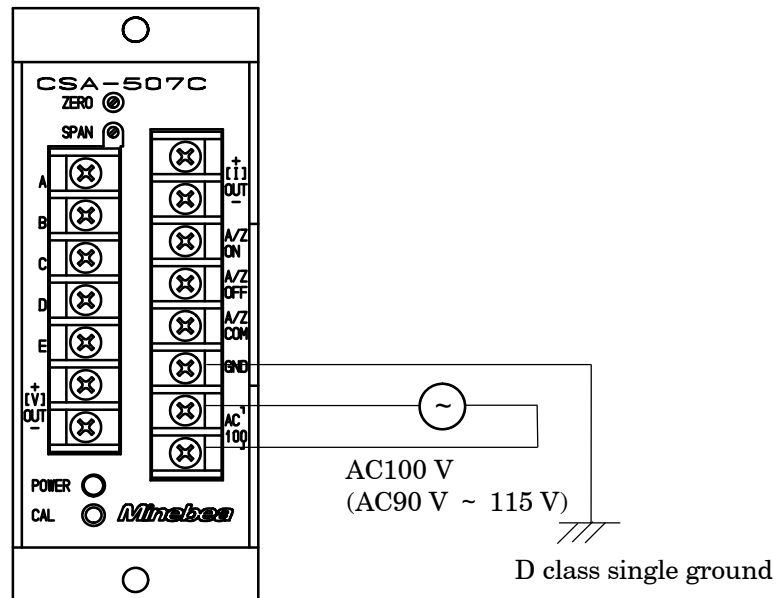 CSA-507C
ZERO
SPAN
A
B
C
D
E
+
[V]
OUT
-
+
[I]
OUT
-
A/Z
ON
A/Z
OFF
A/Z
COM
GND
AC
100
POWER
CAL
Minebea
~
AC100 V
(AC90 V ~ 115 V)
D class single ground